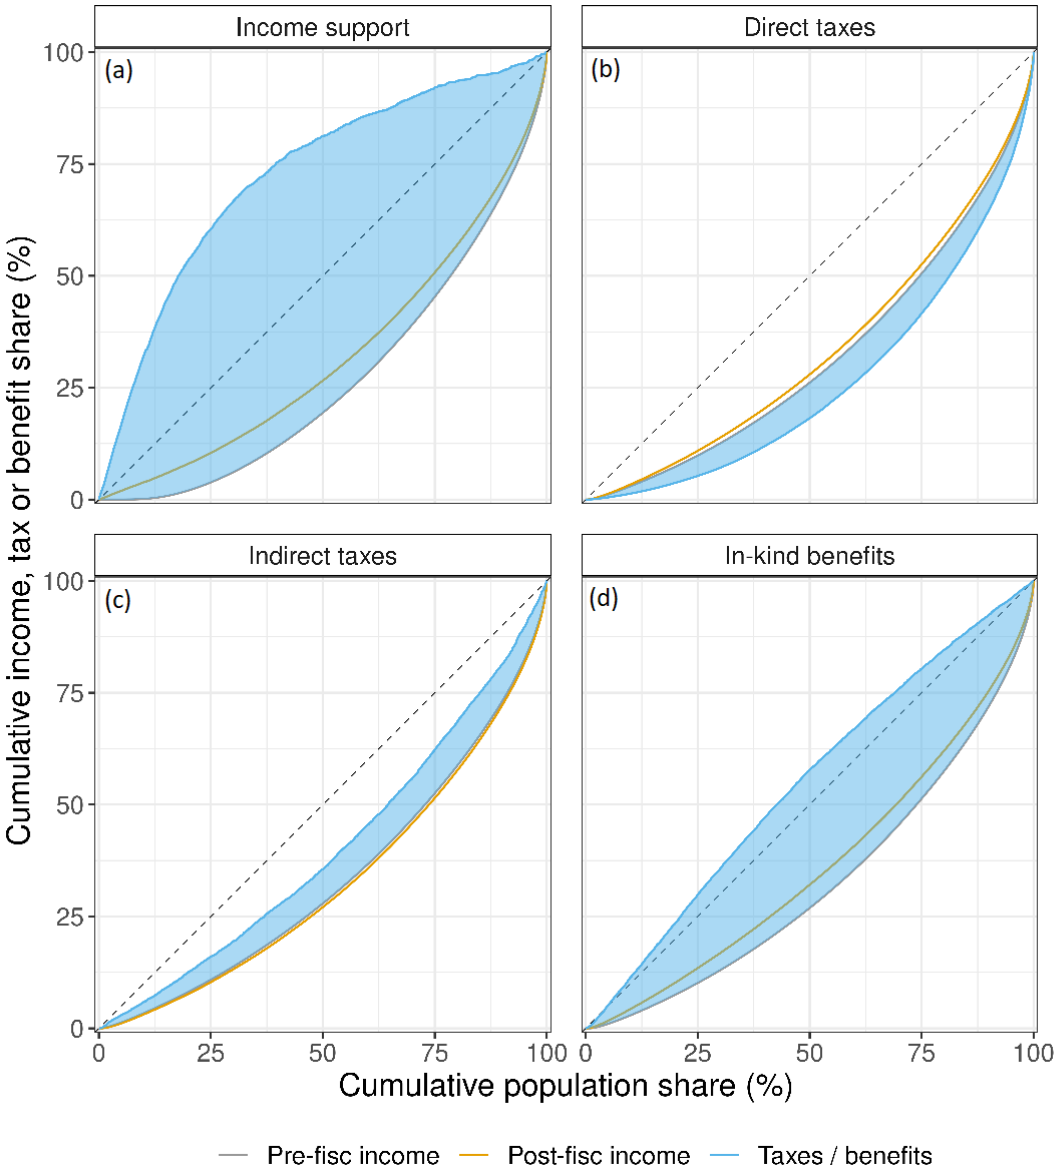 Income support
Direct taxes
(a)
(b)
100
75
50
25
0
Indirect taxes
In-kind benefits
(c)
(d)
100
75
50
25
0
0 25 50 75 100
0 25 50 75 100
Cumulative income, tax or benefit share (%)
Cumulative population share (%)
Pre-fisc income Post-fisc income Taxes / benefits